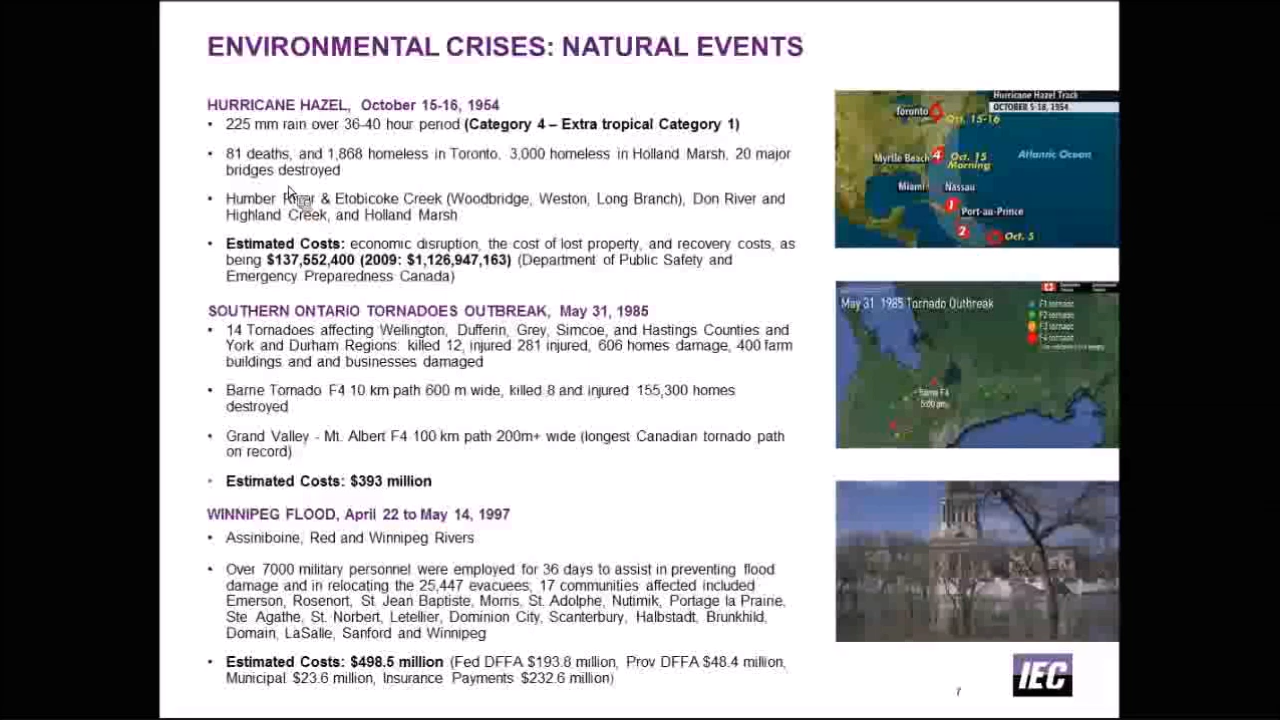 ENVIRONMENTAL CRISES: NATURAL EVENTS
HURRICANE HAZEL, October 15-16, 1954
• 225 mm rain over 36-40 hour period (Category 4 – Extra tropical Category 1)
• 81 deaths, and 1,868 homeless in Toronto, 3,000 homeless in Holland Marsh, 20 major
bridges destroyed
• Humber River & Etobicoke Creek (Woodbridge, Weston, Long Branch), Don River and
Highland Creek, and Holland Marsh
• Estimated Costs: economic disruption, the cost of lost property, and recovery costs, as
being $137,552,400 (2009: $1,126,947,163) (Department of Public Safety and
Emergency Preparedness Canada)
SOUTHERN ONTARIO TORNADOES OUTBREAK, May 31, 1985
• 14 Tornadoes affecting Wellington, Dufferin, Grey, Simcoe, and Hastings Counties and
York and Durham Regions: killed 12, injured 281 injured, 606 homes damage, 400 farm
buildings and and businesses damaged
• Barrie Tornado F4 10 km path 600 m wide, killed 8 and injured 155,300 homes
destroyed
• Grand Valley - Mt. Albert F4 100 km path 200m+ wide (longest Canadian tornado path
on record)
• Estimated Costs: $393 million
WINNIPEG FLOOD, April 22 to May 14, 1997
• Assiniboine, Red and Winnipeg Rivers
• Over 7000 military personnel were employed for 36 days to assist in preventing flood
damage and in relocating the 25,447 evacuees; 17 communities affected included
Emerson, Rosenort, St. Jean Baptiste, Morris, St. Adolphe, Nutimik, Portage la Prairie,
Ste Agathe, St. Norbert, Letellier, Dominion City, Scanterbury, Halbstadt, Brunkhild,
Domain, LaSalle, Sanford and Winnipeg
• Estimated Costs: $498.5 million (Fed DFFA $193.8 million, Prov DFFA $48.4 million,
Municipal $23.6 million, Insurance Payments $232.6 million)
Hurricane Hazel Track
OCTOBER 5-18, 1954
Toronto
Oct. 15-16
Myrtle Beach 4 Oct. 15
Morning
Atlantic Ocean
Miami Nassau
1
Port-au-Prince
2
Oct. 5
May 31 1985 Tornado Outbreak
F1 tornado
F2 tornado
F3 tornado
F4 tornado
Barrie F4
5:00 pm
IEC
7